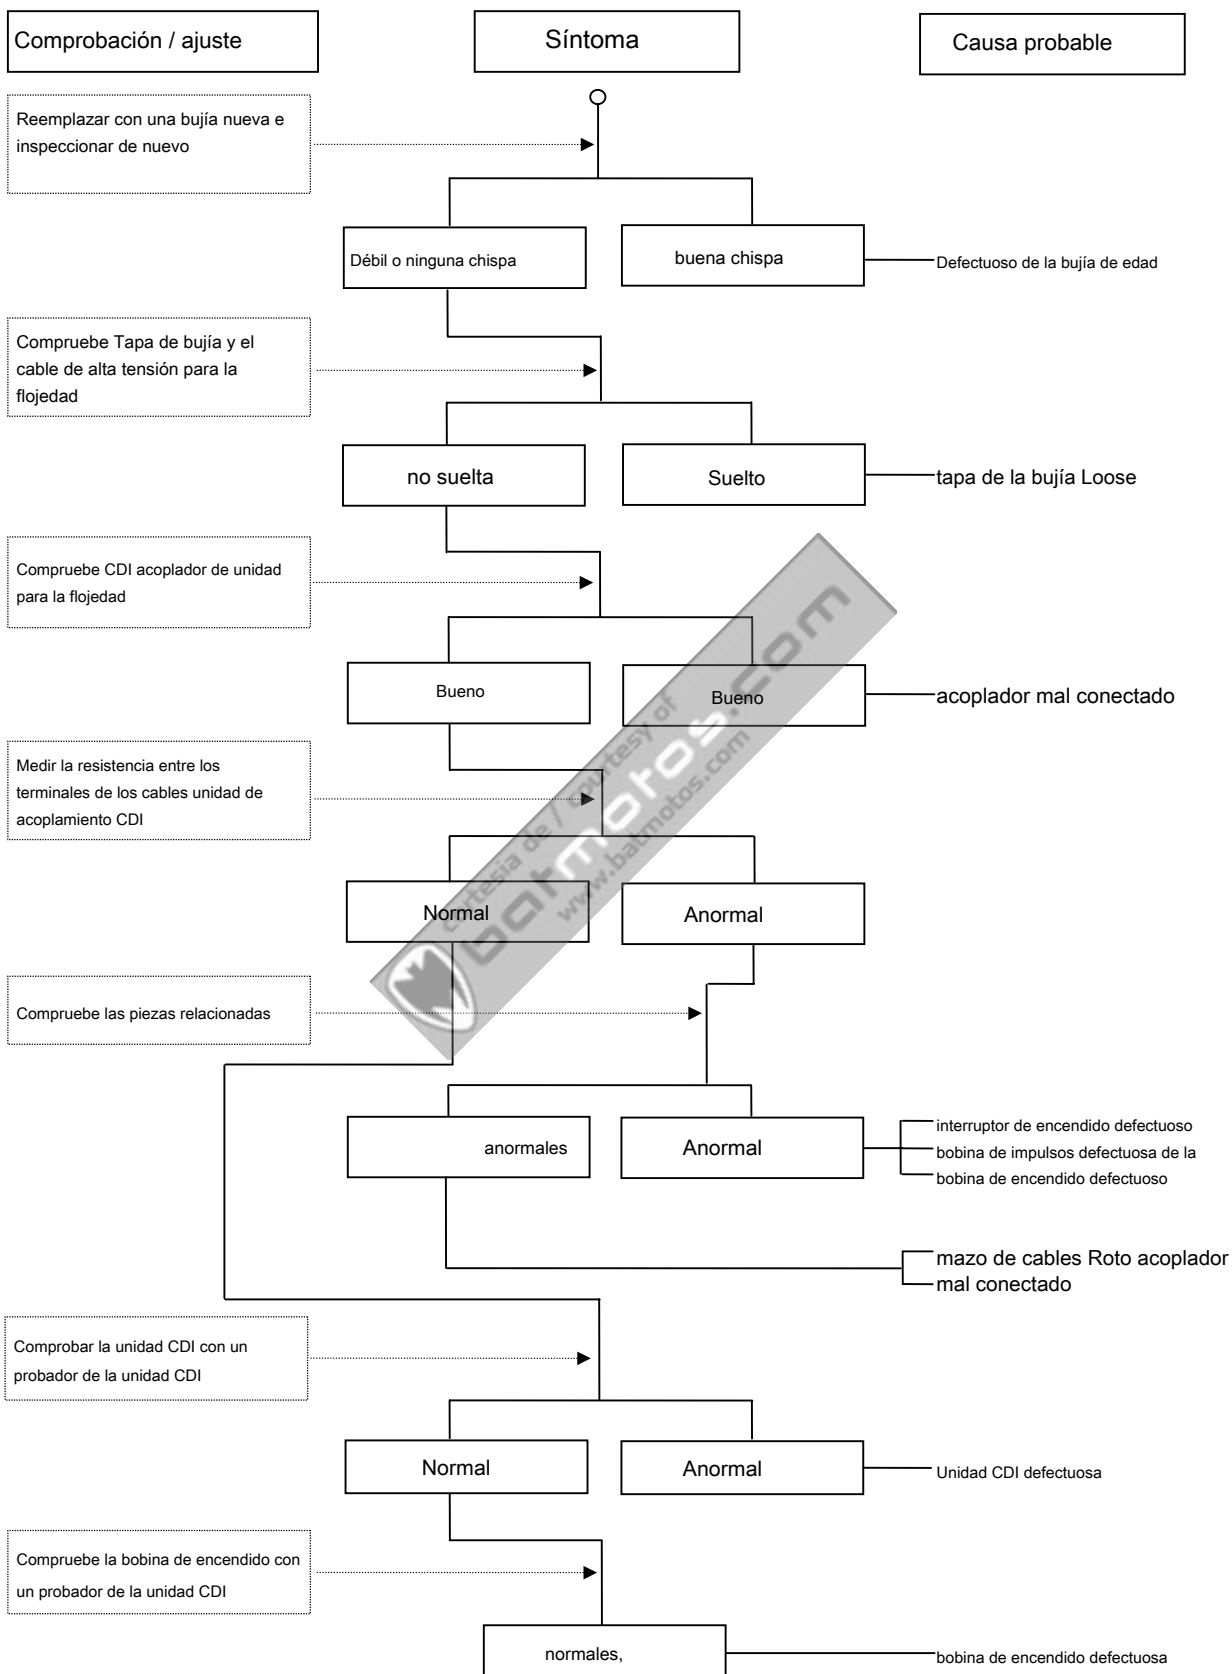 Comprobación / ajuste
Síntoma
Causa probable
Reemplazar con una bujía nueva e
inspeccionar de nuevo
Débil o ninguna chispa
buena chispa
Defectuoso de la bujía de edad
Compruebe Tapa de bujía y el
cable de alta tensión para la
flojedad
no suelta
Suelto
tapa de la bujía Loose
Compruebe CDI acoplador de unidad
para la flojedad
Bueno
Bueno
acoplador mal conectado
Medir la resistencia entre los
terminales de los cables unidad de
acoplamiento CDI
Normal
Anormal
Compruebe las piezas relacionadas
anormales
Anormal
interruptor de encendido defectuoso
bobina de impulsos defectuosa de la
bobina de encendido defectuoso
mazo de cables Roto acoplador
mal conectado
Comprobar la unidad CDI con un
probador de la unidad CDI
Normal
Anormal
Unidad CDI defectuosa
Compruebe la bobina de encendido con
un probador de la unidad CDI
normales,
bobina de encendido defectuosa
cortesia de / courtesy of
batmotos.com
www.batmotos.com